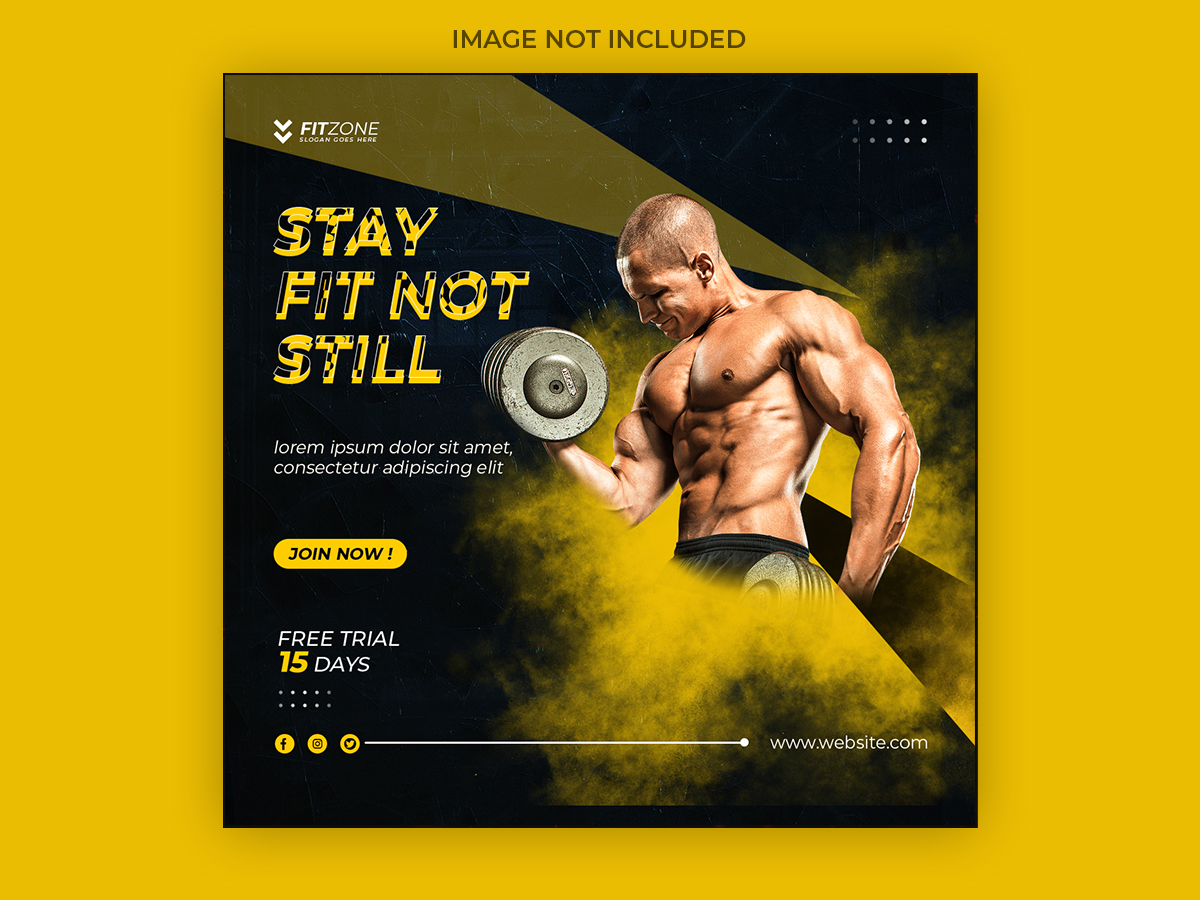 IMAGE NOT INCLUDED
FITZONE
SLOGAN GOES HERE
STAY
FIT NOT
STILL
lorem ipsum dolor sit amet,
consectetur adipiscing elit
JOIN NOW !
FREE TRIAL
15 DAYS
www.website.com